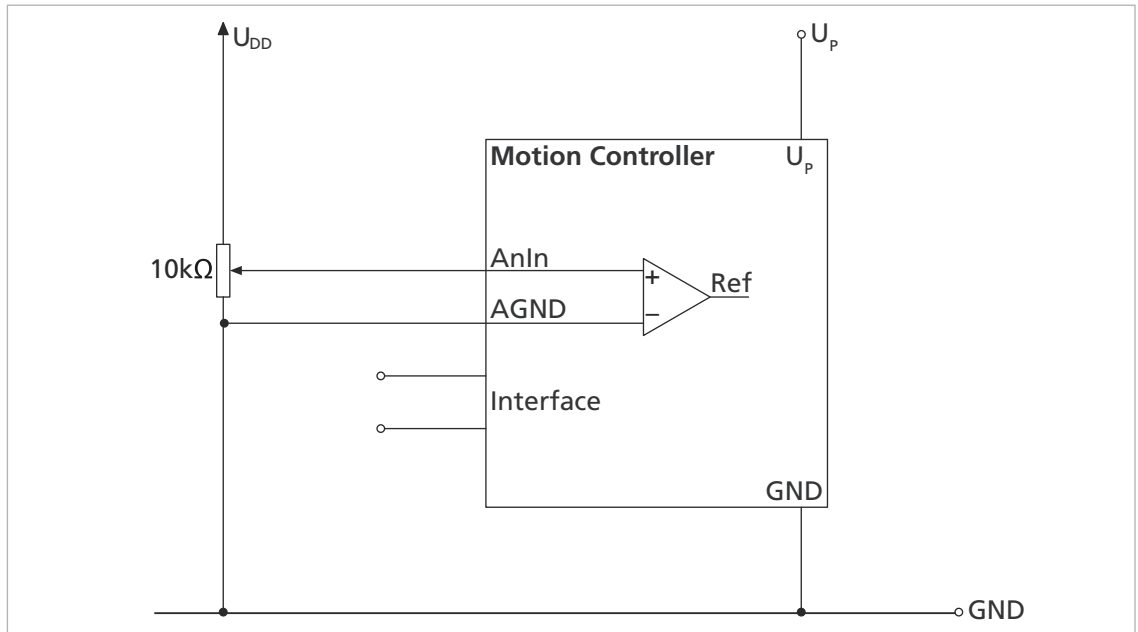 U_DD
U_P
Motion Controller
U_P
AnIn
10kΩ
+
Ref
AGND
−
Interface
GND
GND